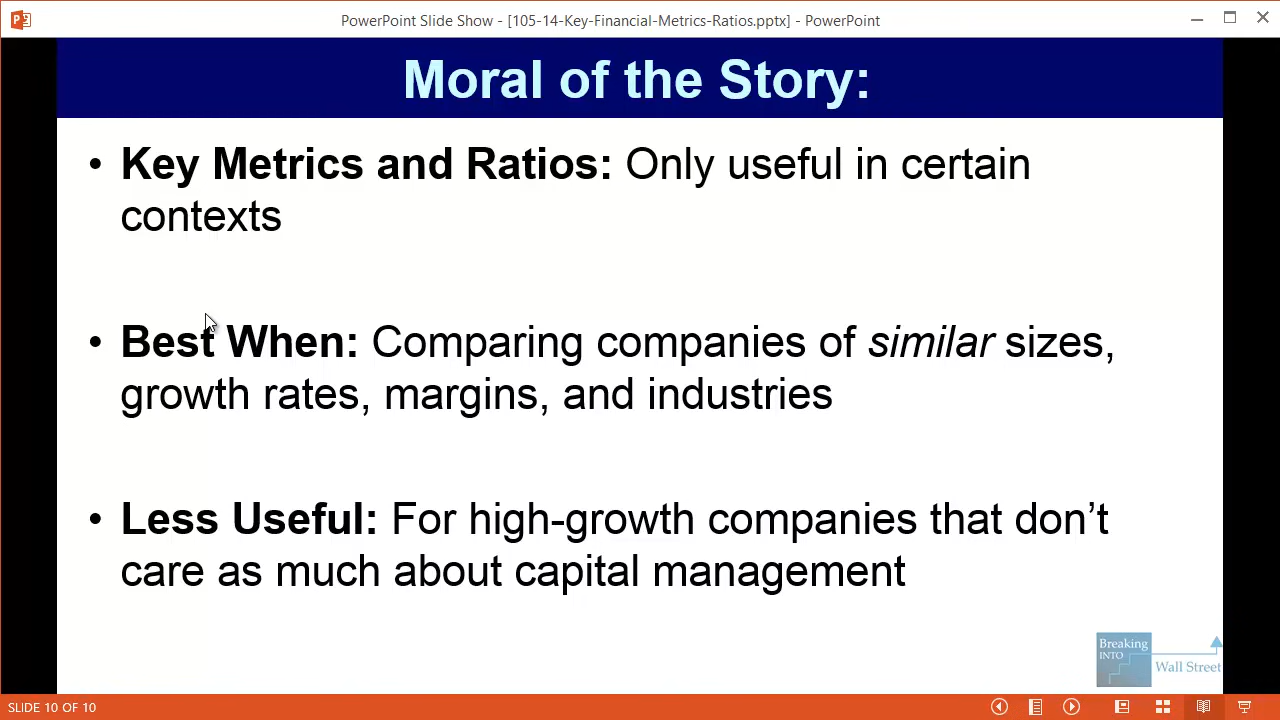 PowerPoint Slide Show - [105-14-Key-Financial-Metrics-Ratios.pptx] - PowerPoint
Moral of the Story:
• Key Metrics and Ratios: Only useful in certain
contexts
• Best When: Comparing companies of similar sizes,
growth rates, margins, and industries
• Less Useful: For high-growth companies that don’t
care as much about capital management
Breaking
INTO
Wall Street
SLIDE 10 OF 10